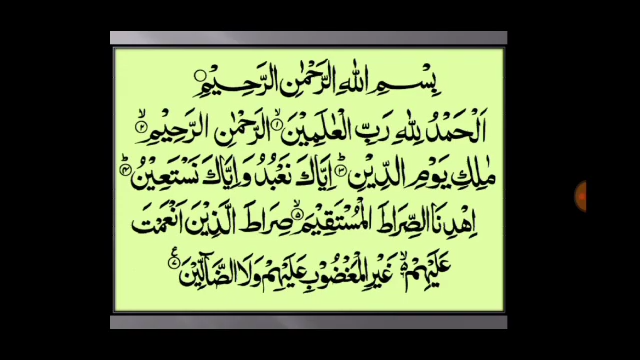 بِسْمِ اللّٰهِ الرَّحْمٰنِ الرَّحِيْمِ
اَلْحَمْدُ لِلّٰهِ رَبِّ الْعٰلَمِيْنَ ۙ﴿۱﴾ الرَّحْمٰنِ الرَّحِيْمِ ۙ﴿۲﴾
مٰلِكِ يَوْمِ الدِّيْنِ ؕ﴿۳﴾ اِيَّاكَ نَعْبُدُ وَاِيَّاكَ نَسْتَعِيْنُ ؕ﴿۴﴾
اِهْدِنَا الصِّرَاطَ الْمُسْتَقِيْمَ ۙ﴿۵﴾ صِرَاطَ الَّذِيْنَ اَنْعَمْتَ
عَلَيْهِمْ ۙ﴿۶﴾ غَيْرِ الْمَغْضُوْبِ عَلَيْهِمْ وَلَا الضَّآلِّيْنَ ﴿۷﴾